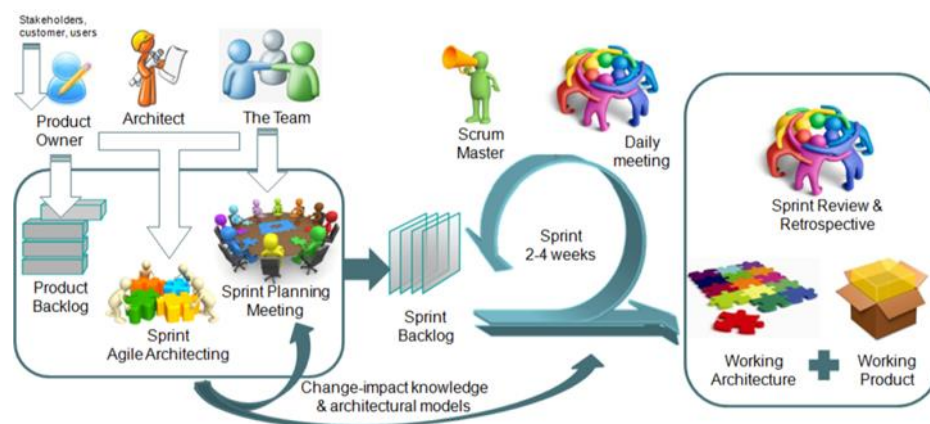 Stakeholders,
customer, users
Product
Owner
Architect
The Team
Scrum
Master
Daily
meeting
Product
Backlog
Sprint
Agile Architecting
Sprint Planning
Meeting
Sprint
Backlog
Sprint
2-4 weeks
Change-impact knowledge
& architectural models
Sprint Review &
Retrospective
Working
Architecture
Working
Product